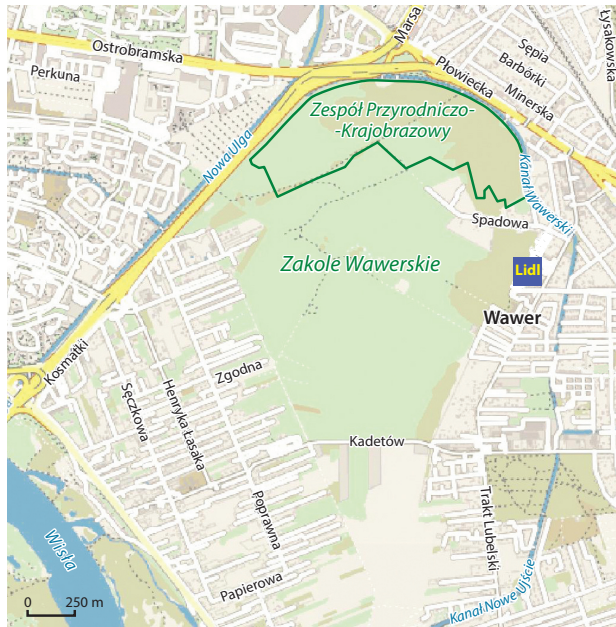 Marsa
Łysakowska
Ostrobramska
Sępia
Barbórki
Minerska
Płowiecka
Perkuna
Zespół Przyrodniczo-
-Krajobrazowy
Nowa Ulga
Kanał Wawerski
Spadowa
Zakole Wawerskie
Lidl
Wawer
Kosmatki
Zgodna
Sęczkowa
Henryka Łasaka
Kadetów
Poprawna
Trakt Lubelski
Wisła
Papierowa
Kanał Nowe Ujście
0 250 m